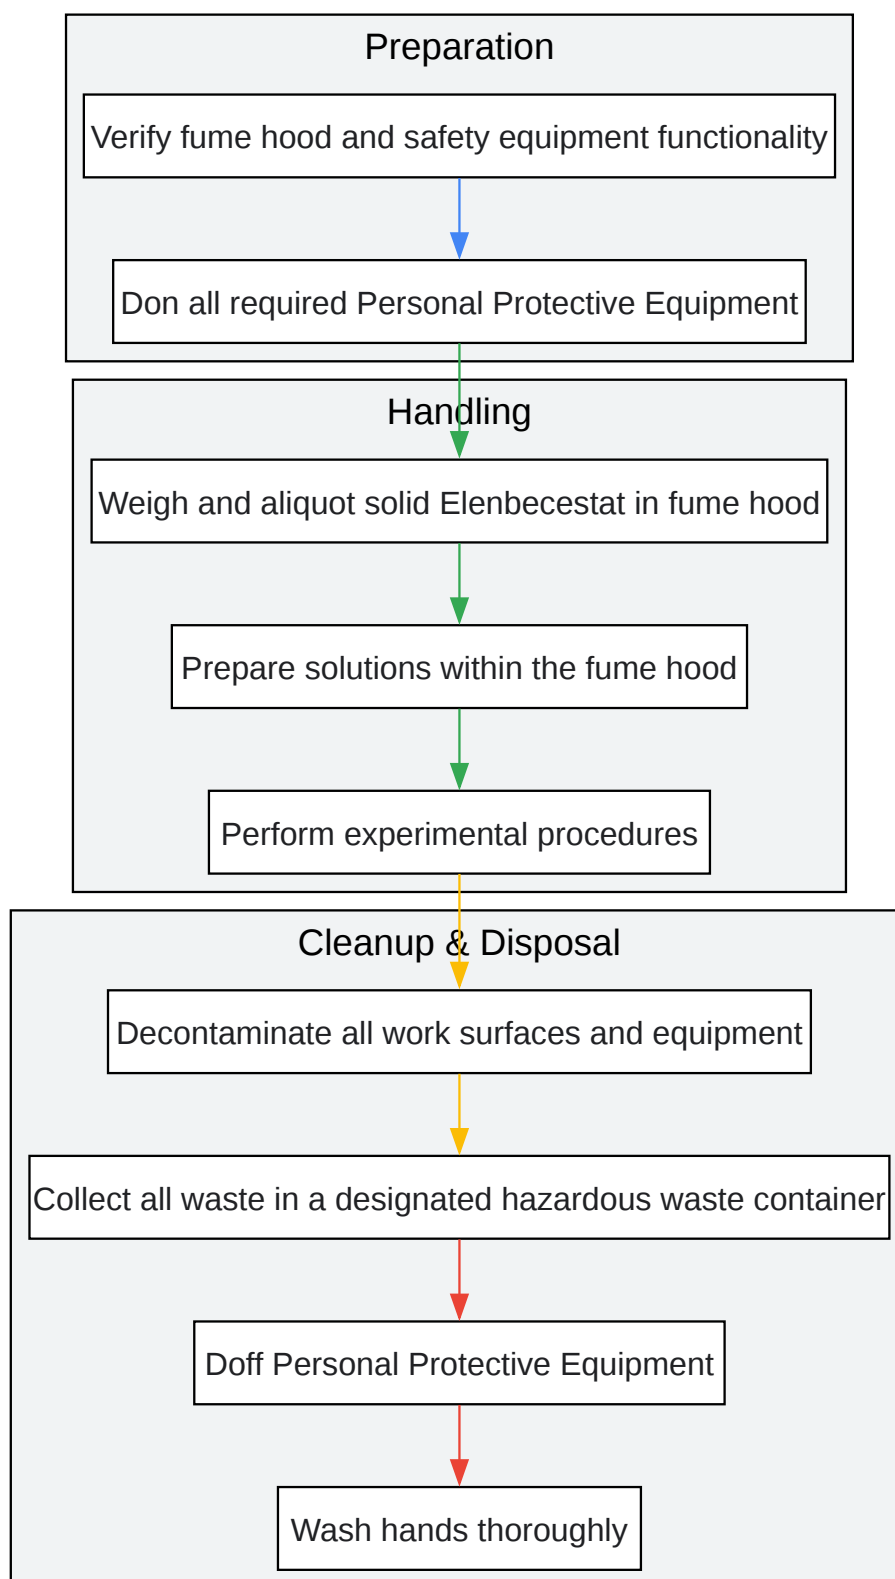 Preparation
Verify fume hood and safety equipment functionality
Don all required Personal Protective Equipment
Handling
Weigh and aliquot solid Elenbecestat in fume hood
Prepare solutions within the fume hood
Perform experimental procedures
Cleanup & Disposal
Decontaminate all work surfaces and equipment
Collect all waste in a designated hazardous waste container
Doff Personal Protective Equipment
Wash hands thoroughly